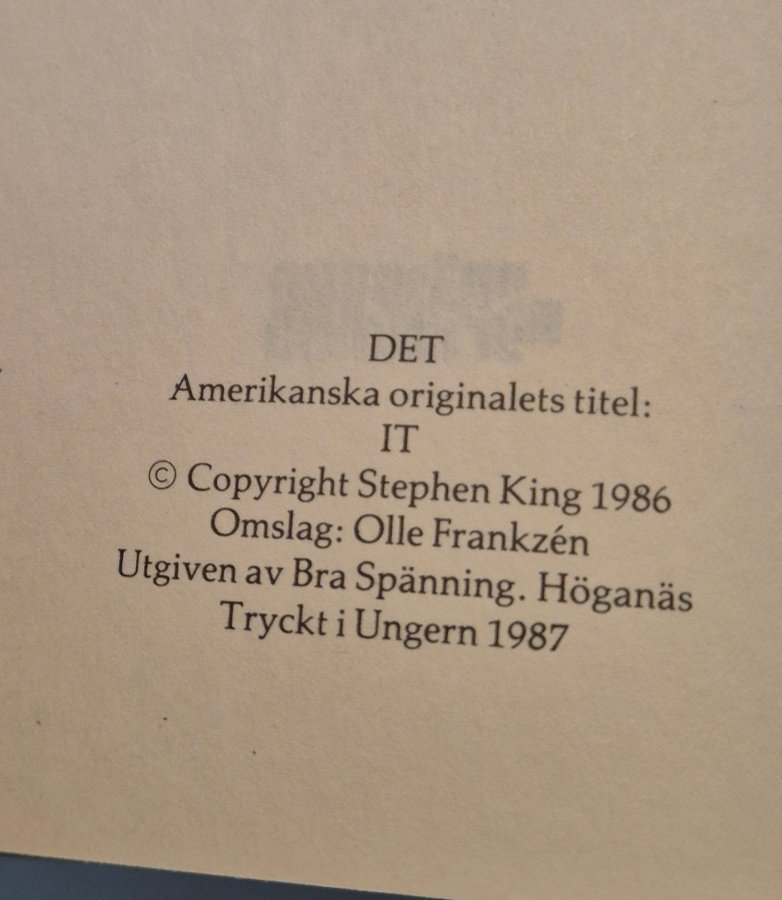 DET
Amerikanska originalets titel:
IT
© Copyright Stephen King 1986
Omslag: Olle Frankzén
Utgiven av Bra Spänning. Höganäs
Tryckt i Ungern 1987